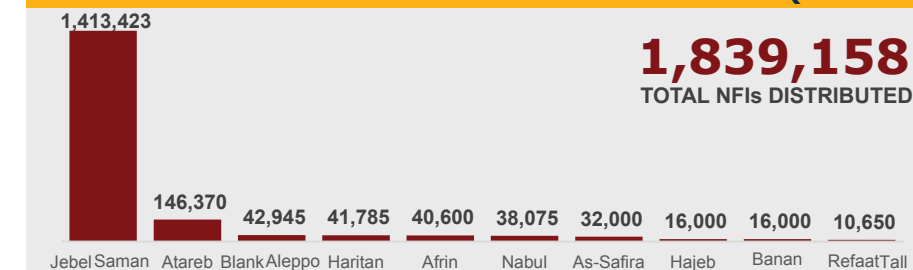 1,413,423
1,839,158
TOTAL NFIs DISTRIBUTED
146,370 42,945 41,785 40,600 38,075 32,000 16,000 16,000 10,650
Jebel Saman Atareb Blank Aleppo Haritan Afrin Nabul As-Safira Hajeb Banan Refaat Tall